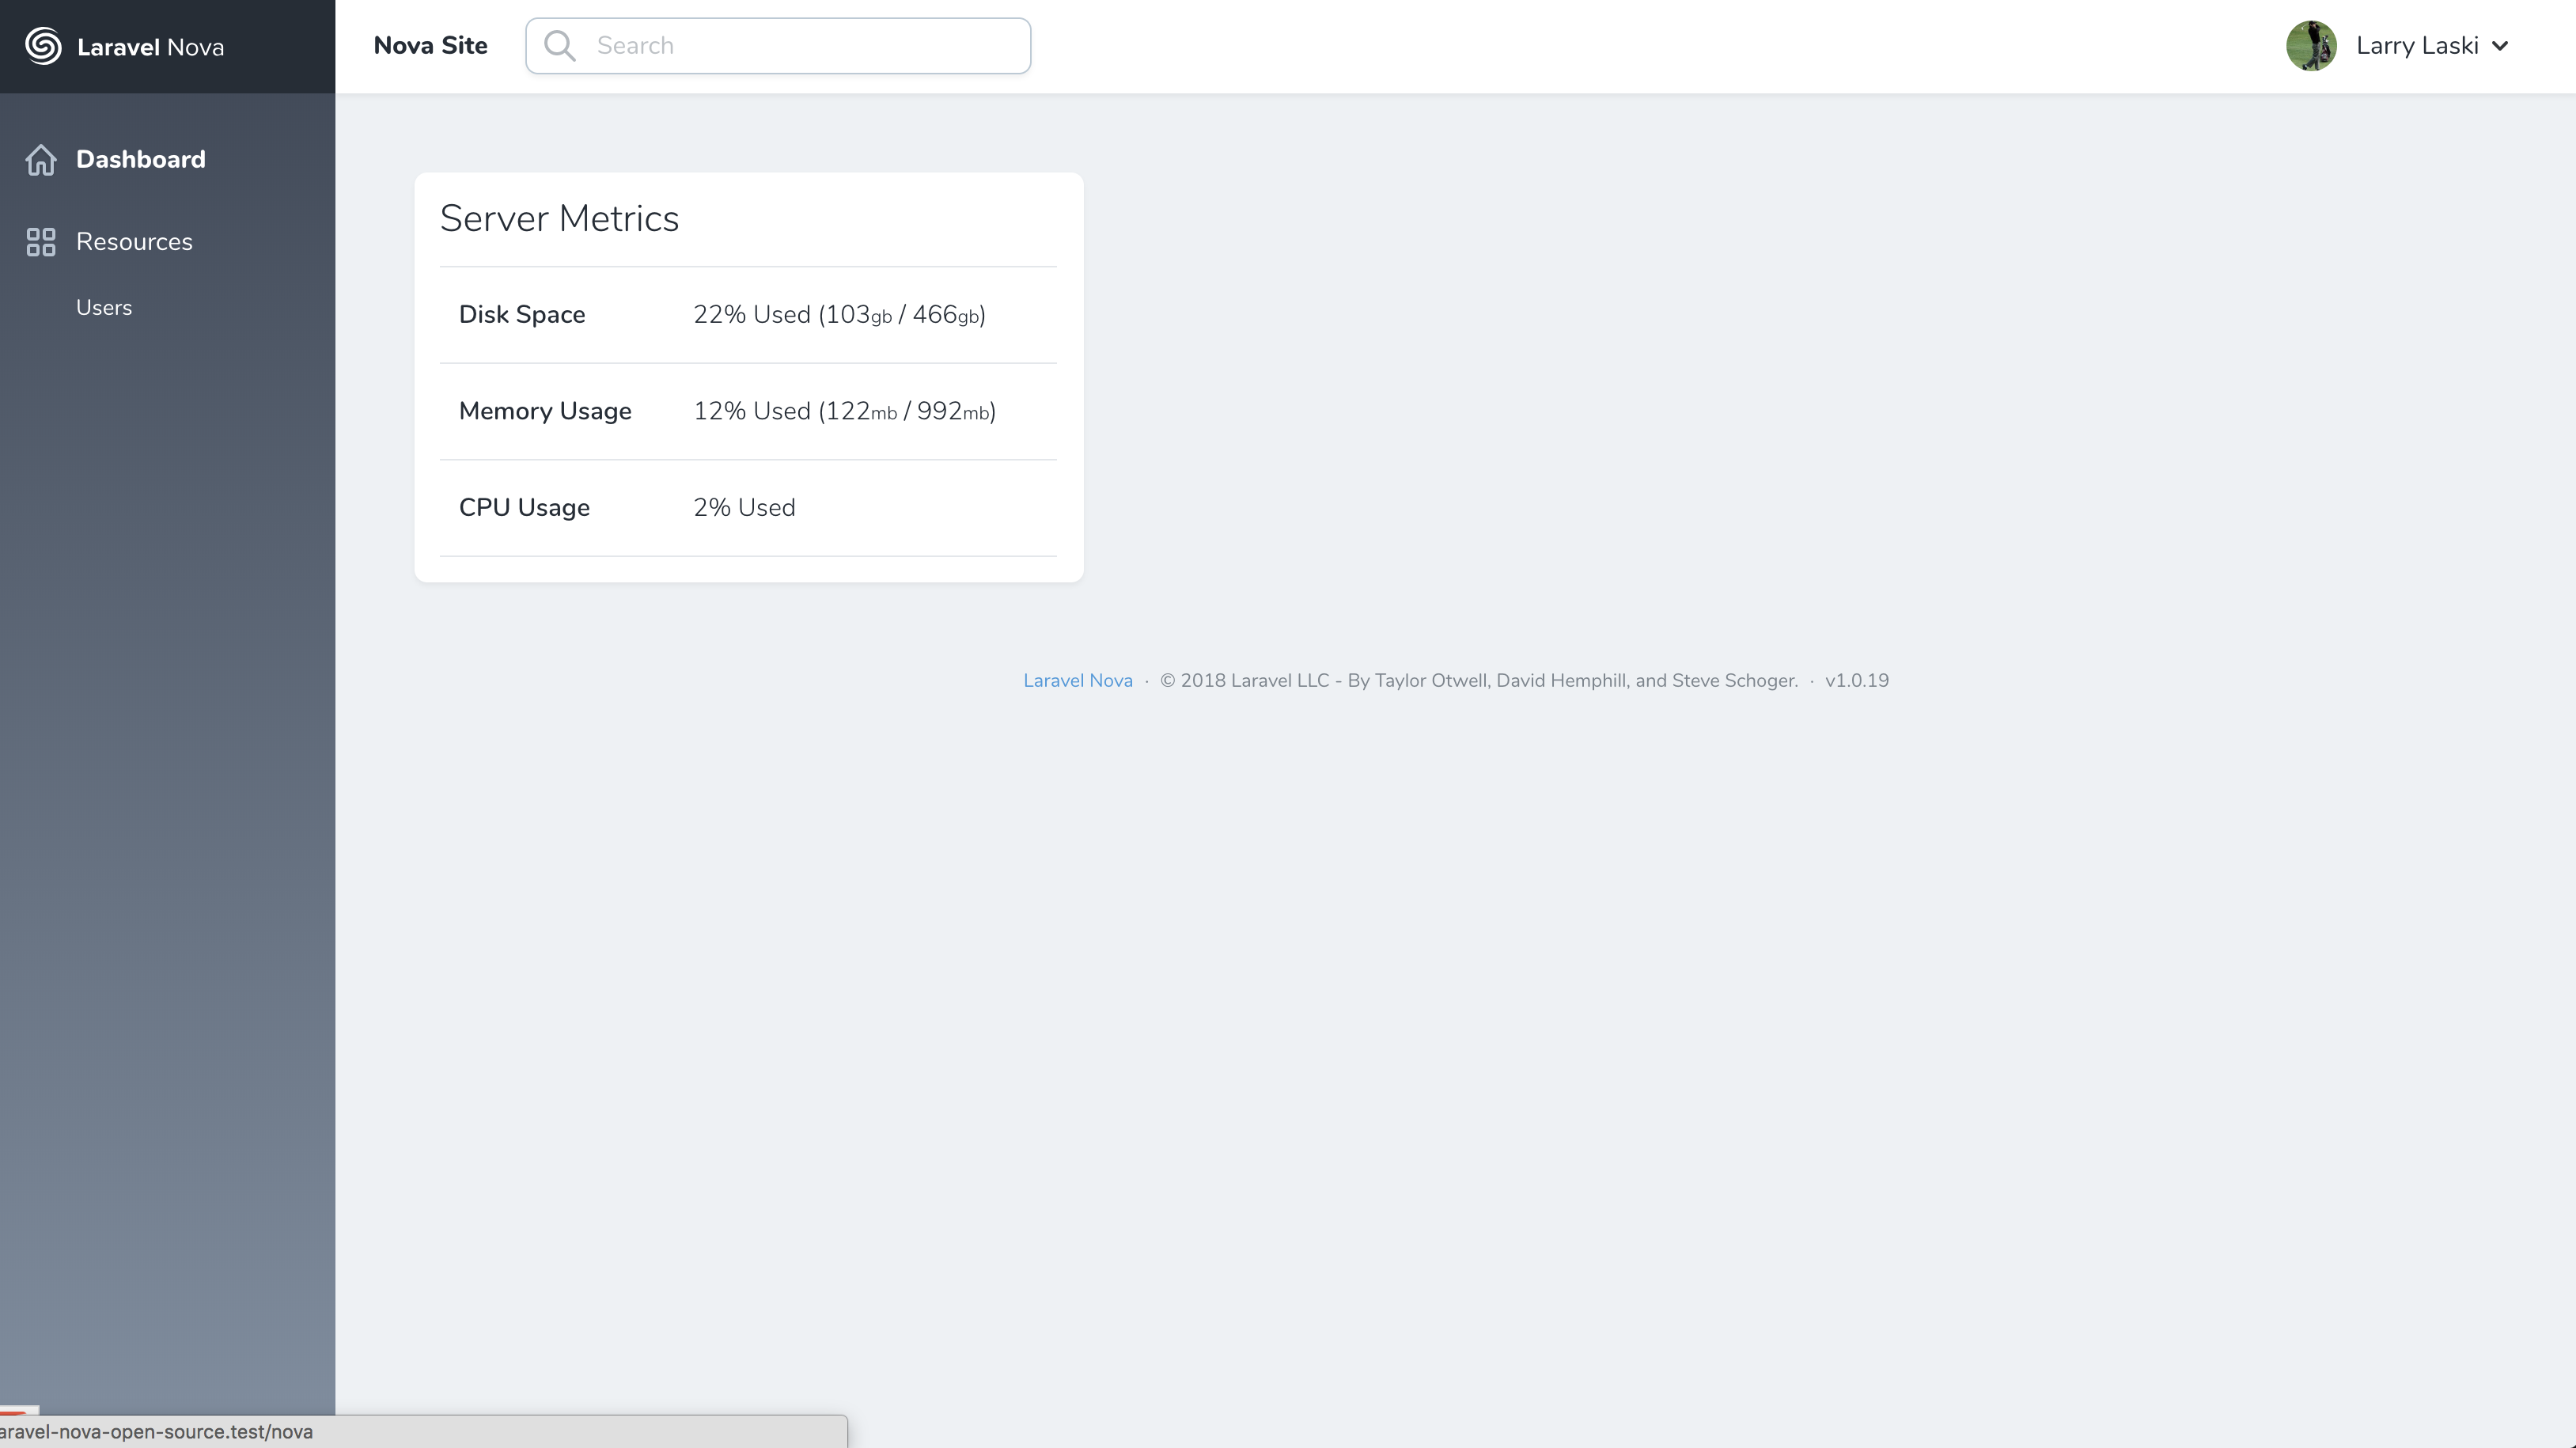 Laravel Nova
Nova Site
Search
Larry Laski
Dashboard
Resources
Users
Server Metrics
Disk Space 22% Used (103gb / 466gb)
Memory Usage 12% Used (122mb / 992mb)
CPU Usage 2% Used
Laravel Nova · © 2018 Laravel LLC - By Taylor Otwell, David Hemphill, and Steve Schoger. · v1.0.19
aravel-nova-open-source.test/nova